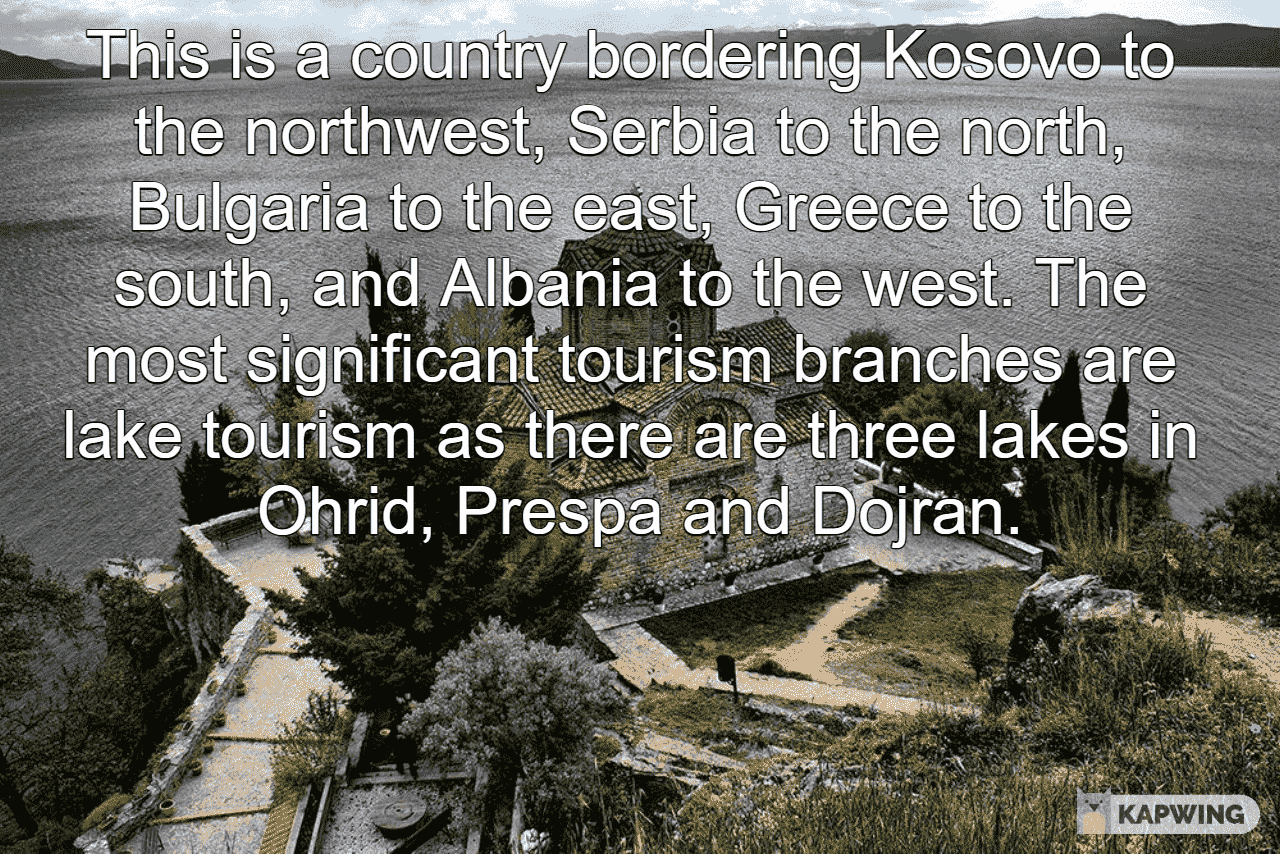 This is a country bordering Kosovo to
the northwest, Serbia to the north,
Bulgaria to the east, Greece to the
south, and Albania to the west. The
most significant tourism branches are
lake tourism as there are three lakes in
Ohrid, Prespa and Dojran.
KAPWING